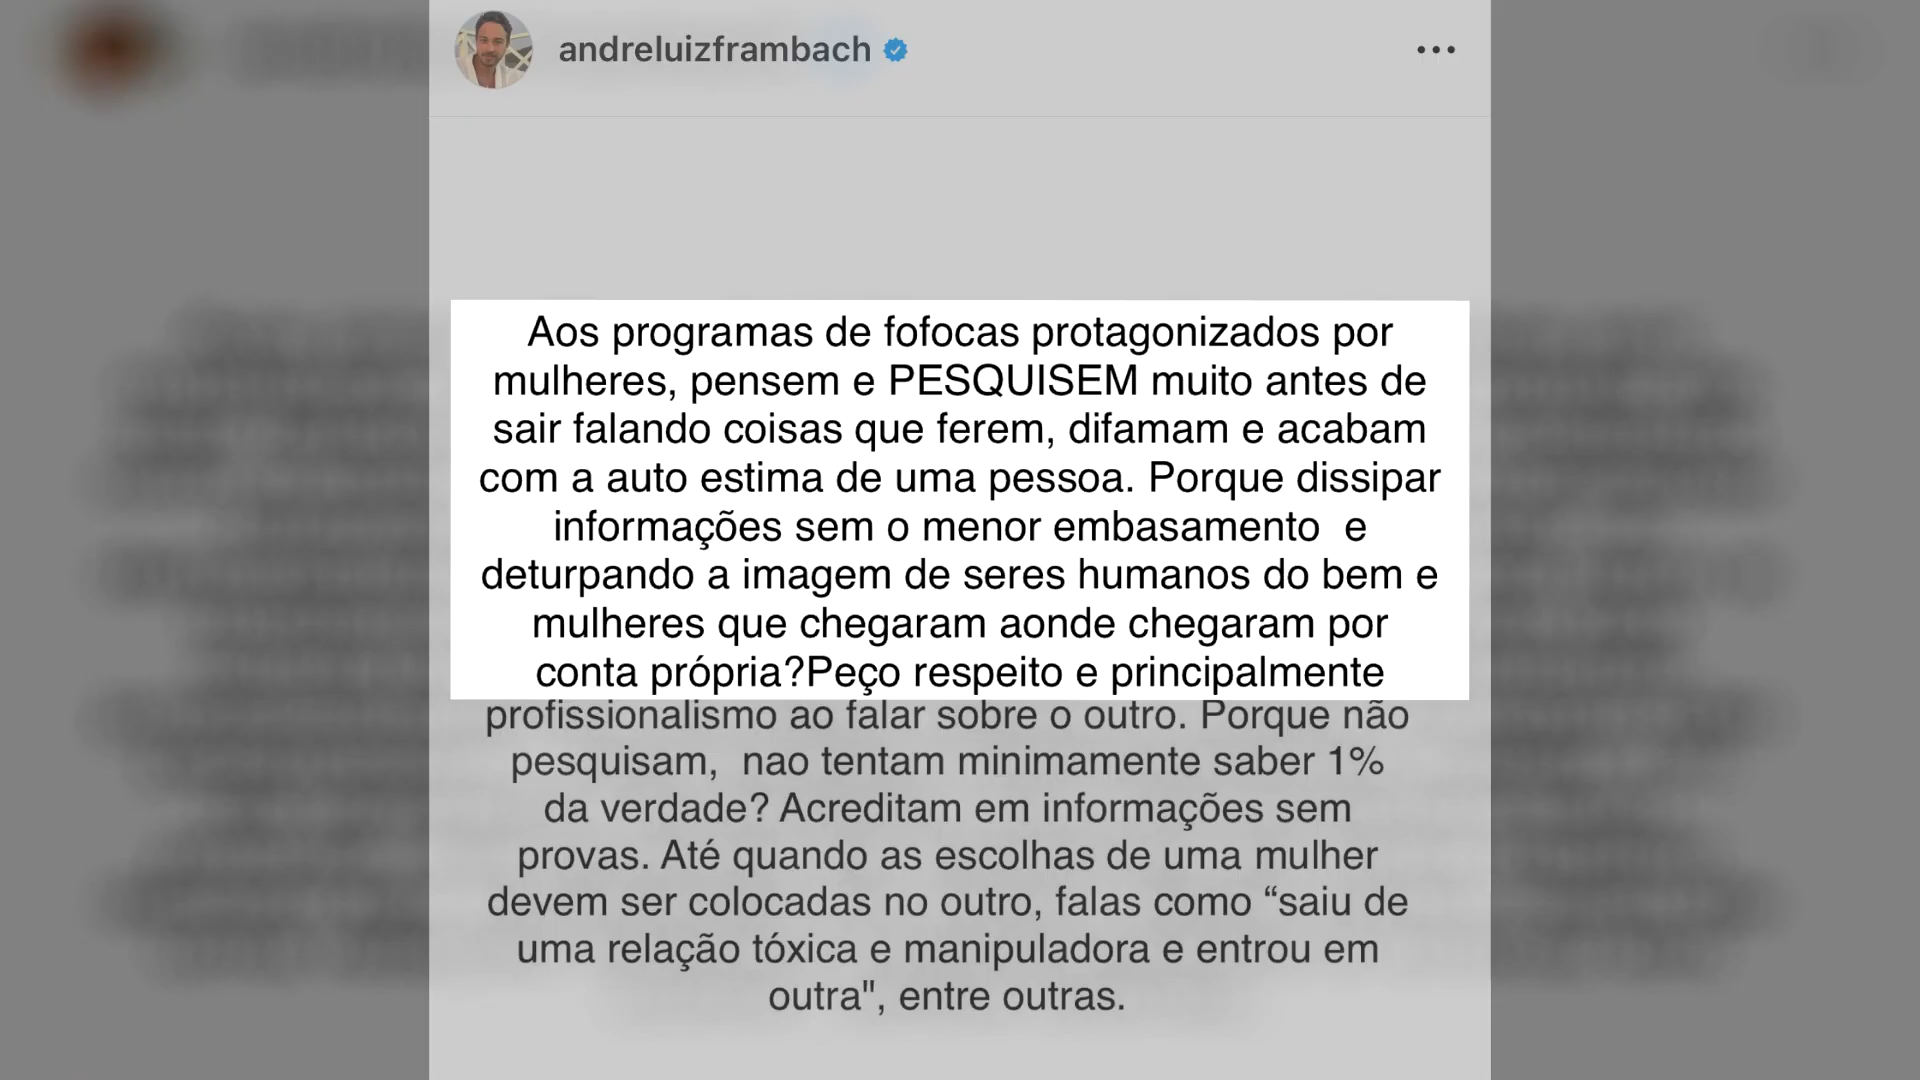 andreluizframbach
Aos programas de fofocas protagonizados por
mulheres, pensem e PESQUISEM muito antes de
sair falando coisas que ferem, difamam e acabam
com a auto estima de uma pessoa. Porque dissipar
informações sem o menor embasamento  e
deturpando a imagem de seres humanos do bem e
mulheres que chegaram aonde chegaram por
conta própria?Peço respeito e principalmente
profissionalismo ao falar sobre o outro. Porque não
pesquisam,  nao tentam minimamente saber 1%
da verdade? Acreditam em informações sem
provas. Até quando as escolhas de uma mulher
devem ser colocadas no outro, falas como “saiu de
uma relação tóxica e manipuladora e entrou em
outra", entre outras.